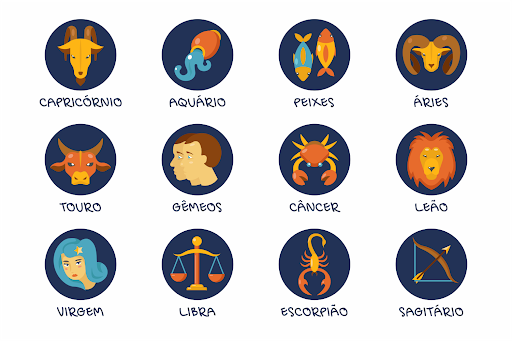 CAPRICÓRNIO AQUÁRIO PEIXES ÁRIES
TOURO GÊMEOS CÂNCER LEÃO
VIRGEM LIBRA ESCORPIÃO SAGITÁRIO